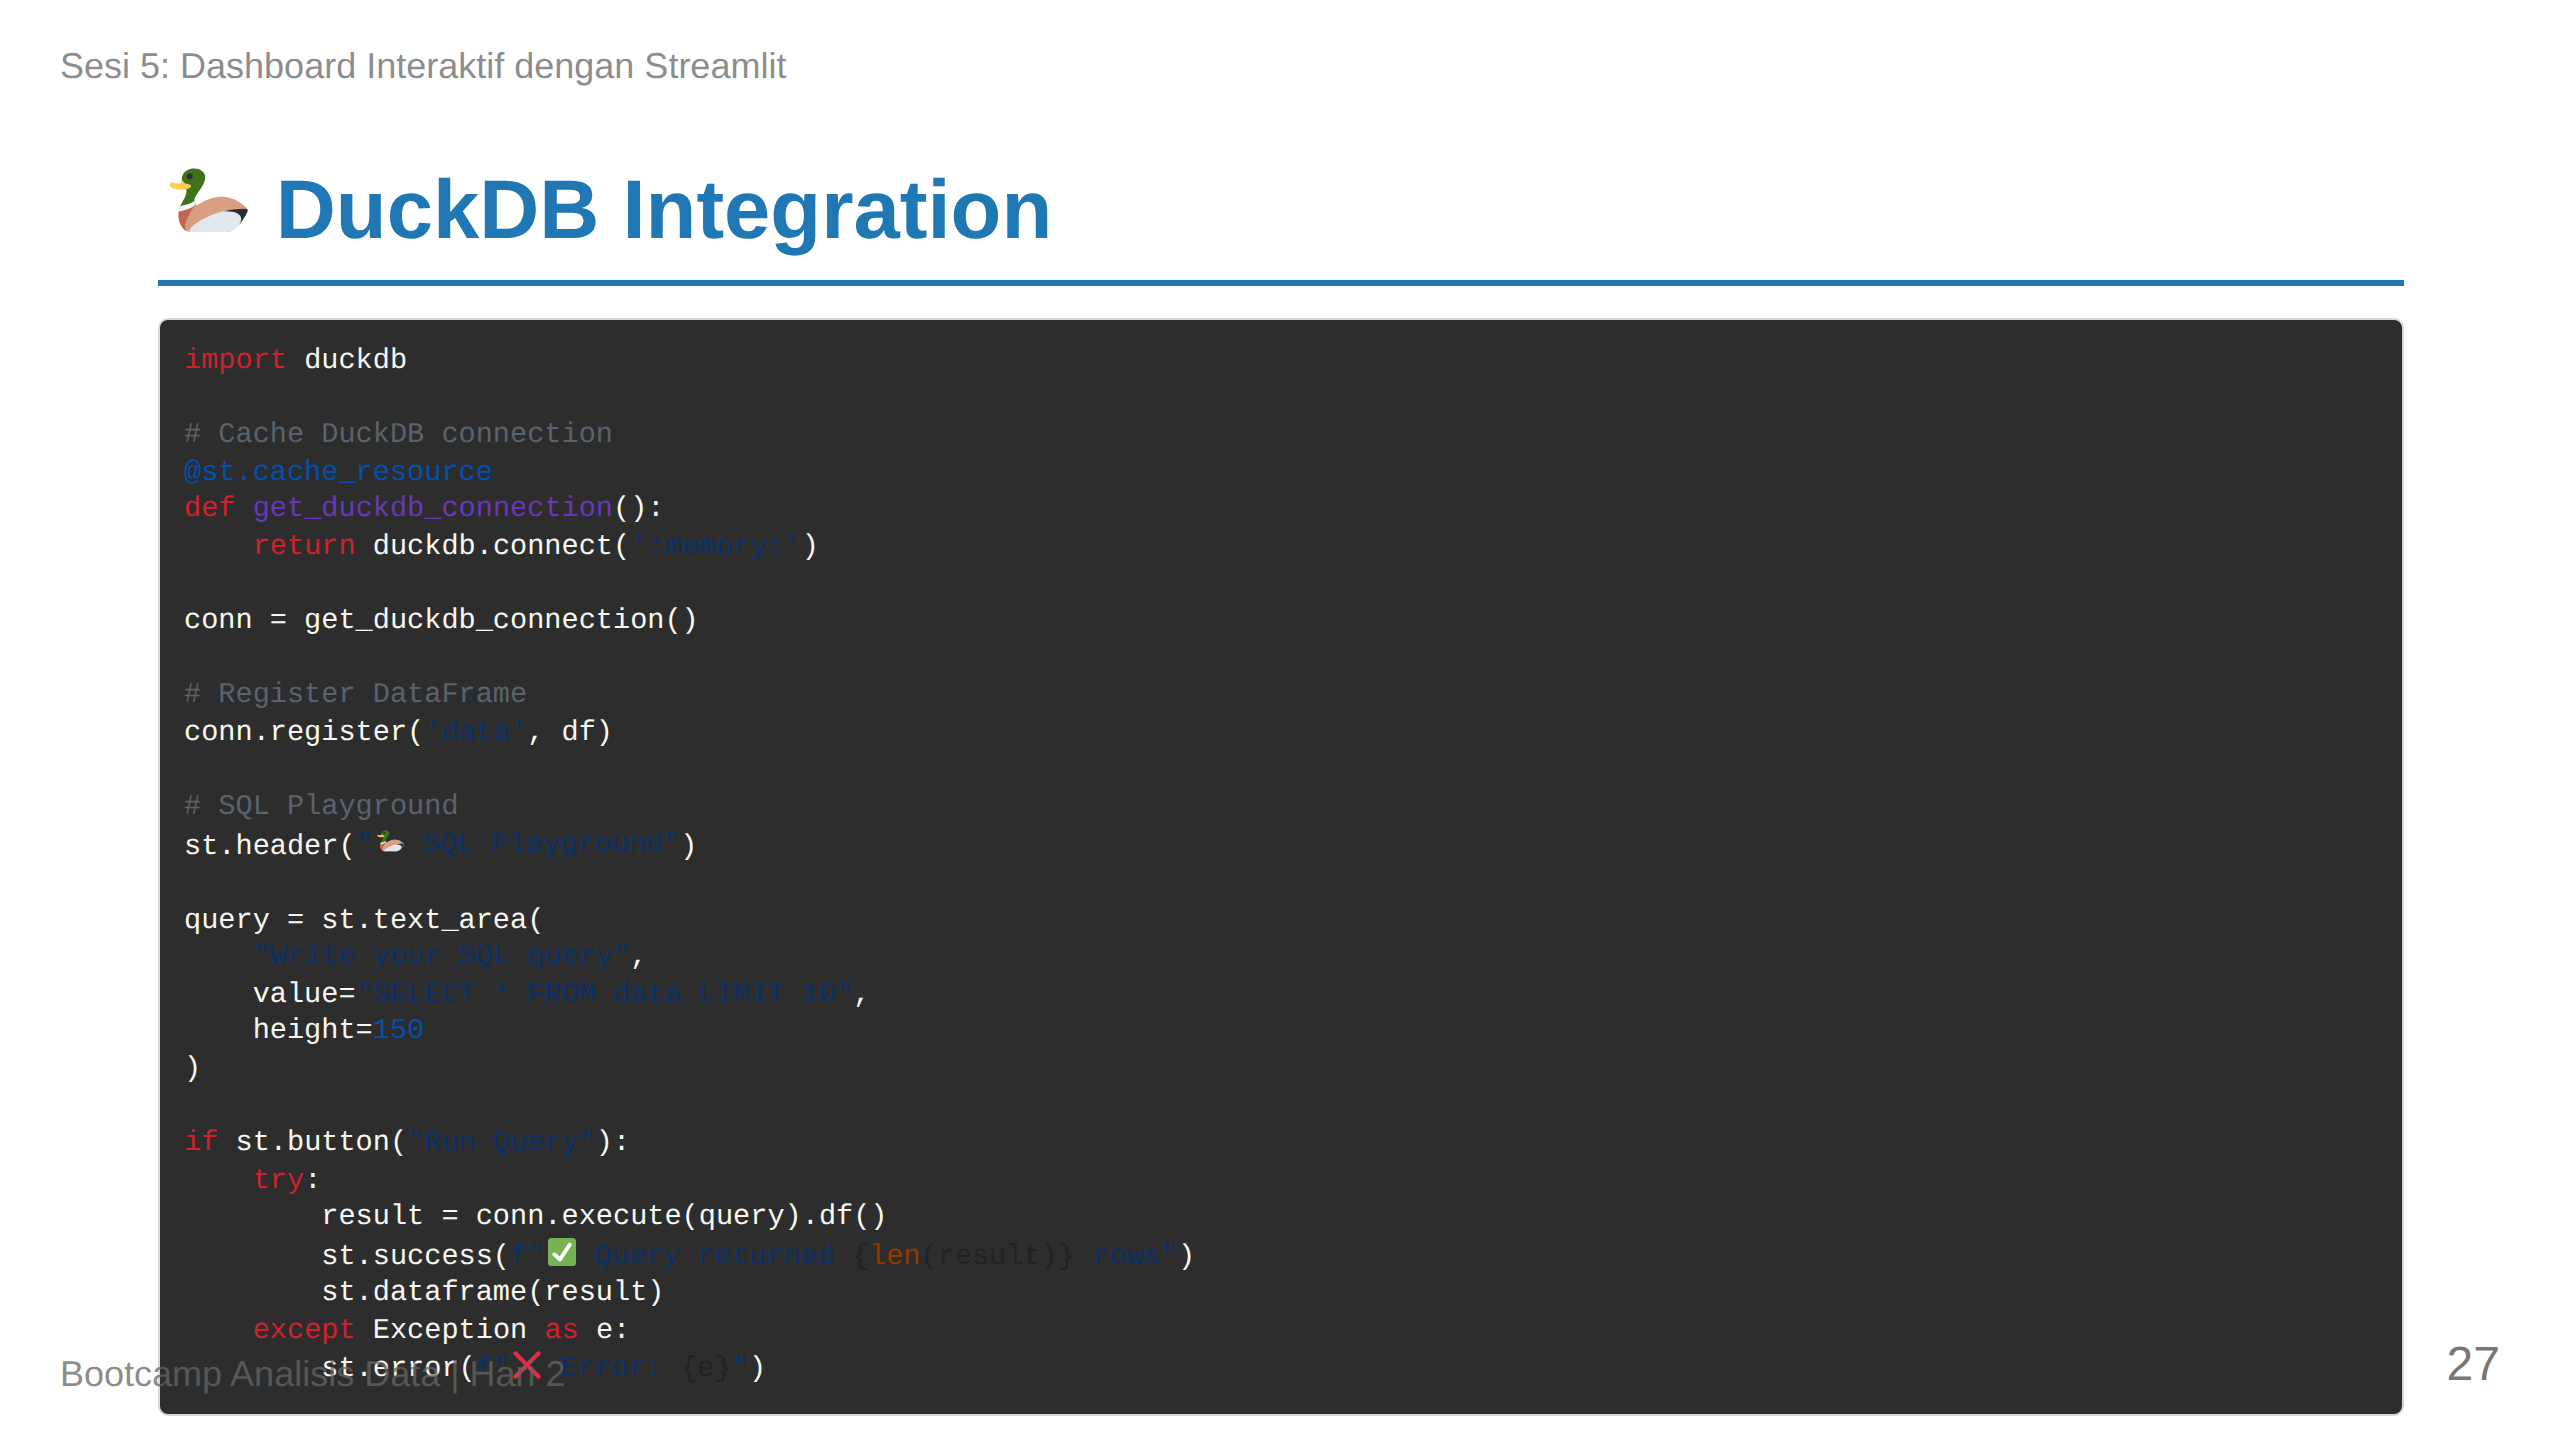 Sesi 5: Dashboard Interaktif dengan Streamlit
🦆 DuckDB Integration
import duckdb
# Cache DuckDB connection
@st.cache_resource
def get_duckdb_connection():
    return duckdb.connect(':memory:')
conn = get_duckdb_connection()
# Register DataFrame
conn.register('data', df)
# SQL Playground
st.header("🦆 SQL Playground")
query = st.text_area(
    "Write your SQL query",
    value="SELECT * FROM data LIMIT 10",
    height=150
)
if st.button("Run Query"):
    try:
        result = conn.execute(query).df()
        st.success(f"✅ Query returned {len(result)} rows")
        st.dataframe(result)
    except Exception as e:
        st.error(f"❌ Error: {e}")
Bootcamp Analisis Data | Hari 2
27